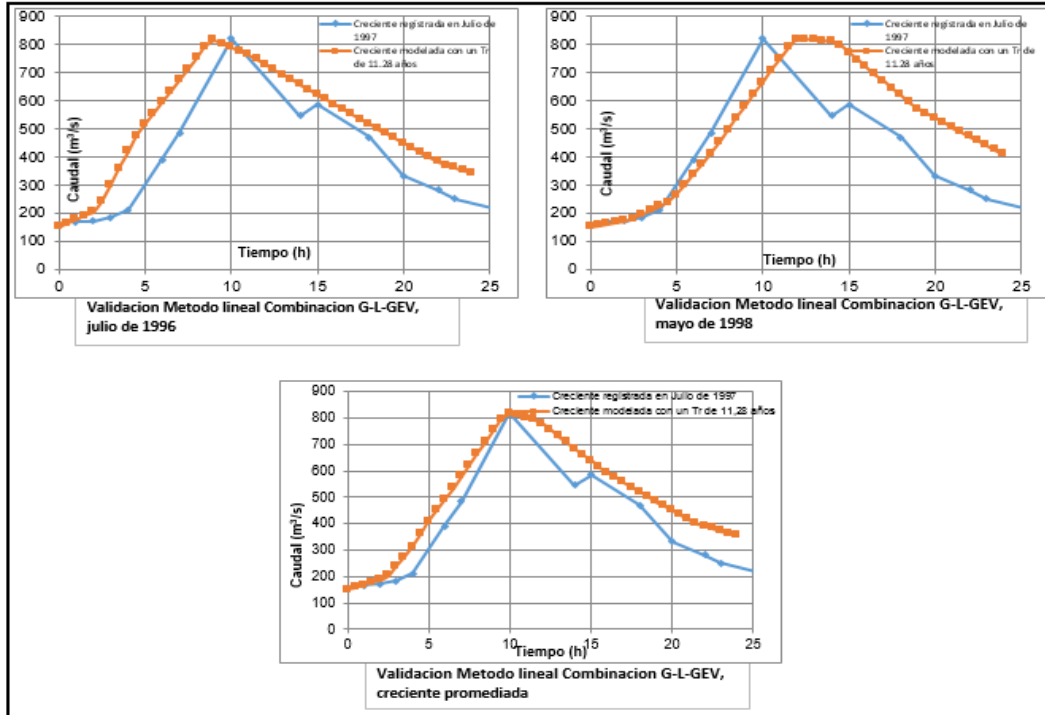 900
800
700
600
500
400
300
200
100
0
Caudal (m³/s)
Creciente registrada en Julio de
1997
Creciente modelada con un Tr
de 11.28 años
Tiempo (h)
0 5 10 15 20 25
Validacion Metodo lineal Combinacion G-L-GEV,
julio de 1996
900
800
700
600
500
400
300
200
100
0
Caudal (m³/s)
Creciente registrada en Julio de
1997
Creciente modelada con un Tr
de 11.28 años
Tiempo (h)
0 5 10 15 20 25
Validacion Metodo lineal Combinacion G-L-GEV,
mayo de 1998
900
800
700
600
500
400
300
200
100
0
Caudal (m³/s)
Creciente registrada en Julio de 1997
Creciente modelada con un Tr de 11,28 años
0 5 10 15 20 25
Tiempo (h)
Validacion Metodo lineal Combinacion G-L-GEV,
creciente promediada